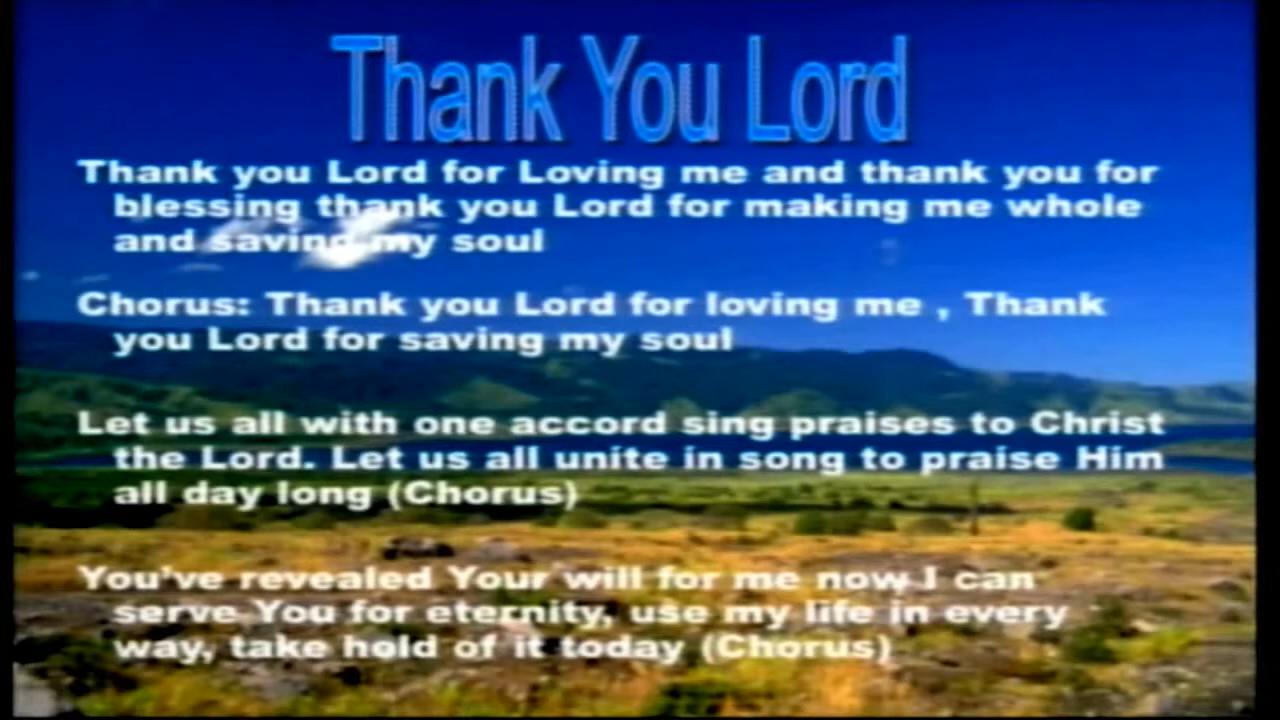 Thank You Lord
Thank you Lord for Loving me and thank you for
blessing thank you Lord for making me whole
and saving my soul
Chorus: Thank you Lord for loving me , Thank
you Lord for saving my soul
Let us all with one accord sing praises to Christ
the Lord. Let us all unite in song to praise Him
all day long (Chorus)
You've revealed Your will for me now I can
serve You for eternity, use my life in every
way, take hold of it today (Chorus)